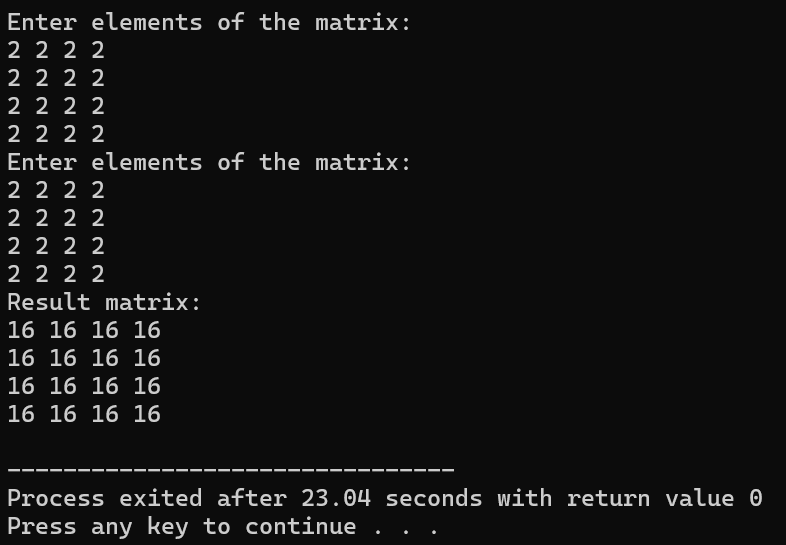 Enter elements of the matrix:
2 2 2 2
2 2 2 2
2 2 2 2
2 2 2 2
Enter elements of the matrix:
2 2 2 2
2 2 2 2
2 2 2 2
2 2 2 2
Result matrix:
16 16 16 16
16 16 16 16
16 16 16 16
16 16 16 16
--------------------------------
Process exited after 23.04 seconds with return value 0
Press any key to continue . . .